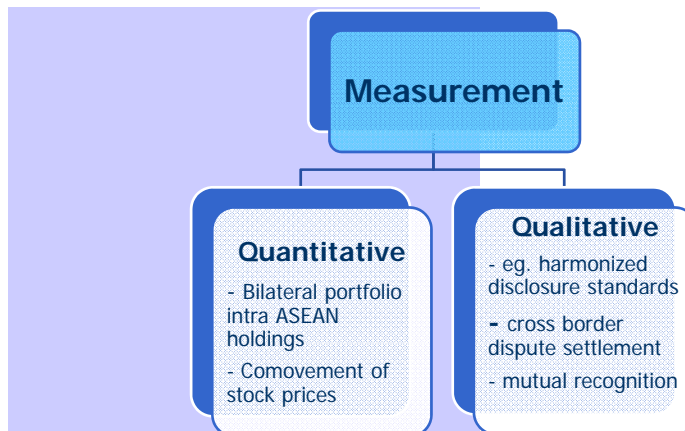 Measurement
Quantitative
- Bilateral portfolio
intra ASEAN
holdings
- Comovement of
stock prices
Qualitative
- eg. harmonized
disclosure standards
- cross border
dispute settlement
- mutual recognition